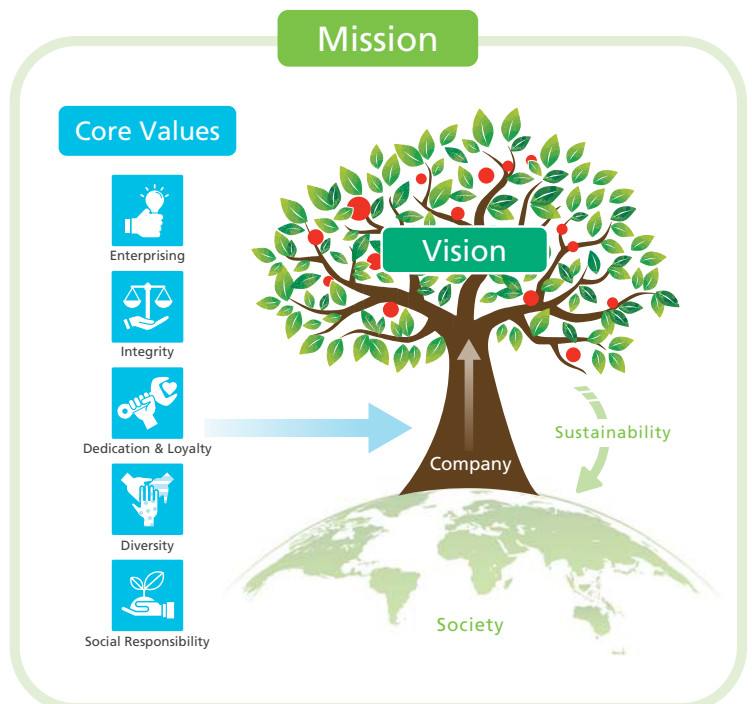 Mission
Core Values
Enterprising
Integrity
Dedication & Loyalty
Diversity
Social Responsibility
Vision
Company
Sustainability
Society